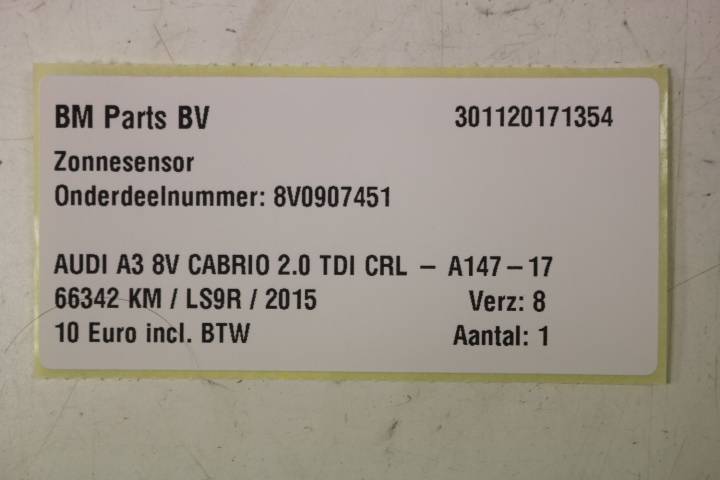 BM Parts BV 301120171354
Zonnesensor
Onderdeelnummer: 8V0907451
AUDI A3 8V CABRIO 2.0 TDI CRL – A147–17
66342 KM / LS9R / 2015 Verz: 8
10 Euro incl. BTW Aantal: 1